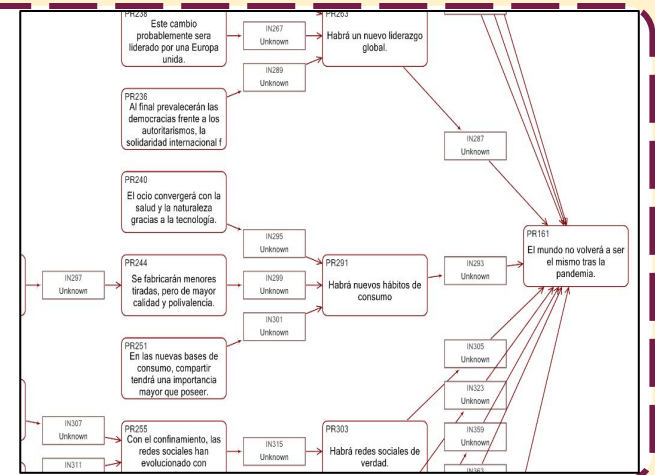 PR238
Este cambio
probablemente sera
liderado por una Europa
unida.
IN267
Unknown
PR263
Habrá un nuevo liderazgo
global.
IN289
Unknown
PR236
Al final prevalecerán las
democracias frente a los
autoritarismos, la
solidaridad internacional f
IN287
Unknown
PR240
El ocio convergerá con la
salud y la naturaleza
gracias a la tecnología.
IN295
Unknown
PR161
El mundo no volverá a ser
el mismo tras la
pandemia.
IN297
Unknown
PR244
Se fabricarán menores
tiradas, pero de mayor
calidad y polivalencia.
IN299
Unknown
PR291
Habrá nuevos hábitos de
consumo
IN293
Unknown
IN301
Unknown
PR251
En las nuevas bases de
consumo, compartir
tendrá una importancia
mayor que poseer.
IN305
Unknown
IN323
Unknown
IN307
Unknown
PR255
Con el confinamiento, las
redes sociales han
evolucionado con
IN315
Unknown
PR303
Habrá redes sociales de
verdad.
IN359
Unknown
IN311
IN363